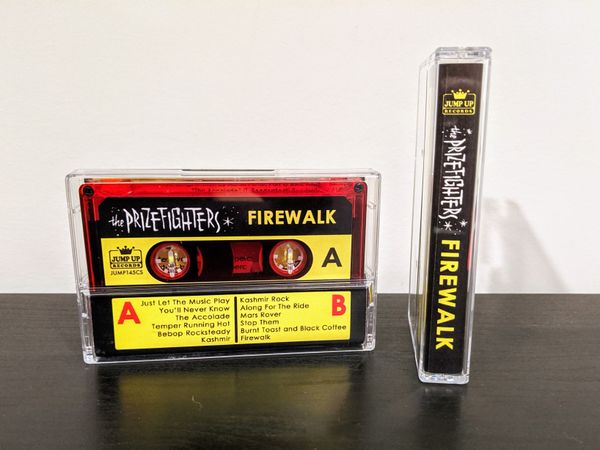 the PRIZEFIGHTERS FIREWALK
JUMP UP
RECORDS
JUMP145CS
A
A
Just Let The Music Play
You'll Never Know
The Accolade
Temper Running Hot
Bebop Rocksteady
Kashmir
Kashmir Rock
Along For The Ride
Mars Rover
Stop Them
Burnt Toast and Black Coffee
Firewalk
B
JUMP UP
RECORDS
the PRIZEFIGHTERS
FIREWALK